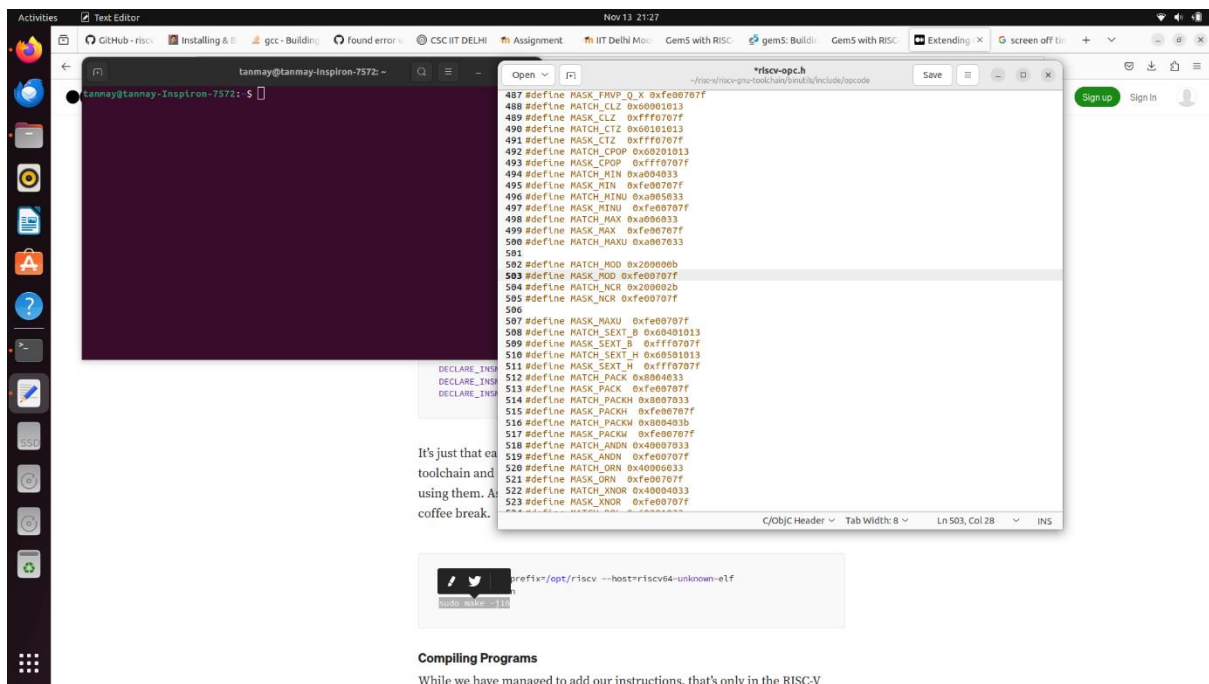 Activities Text Editor Nov 13 21:27
GitHub - riscv Installing & B gcc - Building found error CSC IIT DELHI Assignment IIT Delhi Moo Gem5 with RISC gem5: Buildin Gem5 with RISC Extending screen off tim
tanmay@tanmay-Inspiron-7572: ~
tanmay@tanmay-Inspiron-7572:~$
Open *riscv-opc.h Save
~/risc-v/riscv-gnu-toolchain/binutils/include/opcode
Sign up Sign In
487 #define MASK_FMVP_Q_X 0xfe00707f
488 #define MATCH_CLZ 0x60001013
489 #define MASK_CLZ 0xfff0707f
490 #define MATCH_CTZ 0x60101013
491 #define MASK_CTZ 0xfff0707f
492 #define MATCH_CPOP 0x60201013
493 #define MASK_CPOP 0xfff0707f
494 #define MATCH_MIN 0xa004033
495 #define MASK_MIN 0xfe00707f
496 #define MATCH_MINU 0xa005033
497 #define MASK_MINU 0xfe00707f
498 #define MATCH_MAX 0xa006033
499 #define MASK_MAX 0xfe00707f
500 #define MATCH_MAXU 0xa007033
501
502 #define MATCH_MOD 0x200000b
503 #define MASK_MOD 0xfe00707f
504 #define MATCH_NCR 0x200002b
505 #define MASK_NCR 0xfe00707f
506
507 #define MASK_MAXU 0xfe00707f
508 #define MATCH_SEXT_B 0x60401013
509 #define MASK_SEXT_B 0xfff0707f
510 #define MATCH_SEXT_H 0x60501013
511 #define MASK_SEXT_H 0xfff0707f
512 #define MATCH_PACK 0x8004033
513 #define MASK_PACK 0xfe00707f
514 #define MATCH_PACKH 0x8007033
515 #define MASK_PACKH 0xfe00707f
516 #define MATCH_PACKW 0x800403b
517 #define MASK_PACKW 0xfe00707f
518 #define MATCH_ANDN 0x40007033
519 #define MASK_ANDN 0xfe00707f
520 #define MATCH_ORN 0x40006033
521 #define MASK_ORN 0xfe00707f
522 #define MATCH_XNOR 0x40004033
523 #define MASK_XNOR 0xfe00707f
C/ObjC Header Tab Width: 8 Ln 503, Col 28 INS
DECLARE_INSN
DECLARE_INS
DECLARE_INS
It's just that ea
toolchain and
using them. As
coffee break.
prefix=/opt/riscv --host=riscv64-unknown-elf
n
sudo make -j16
Compiling Programs
While we have managed to add our instructions, that's only in the RISC-V
SSD